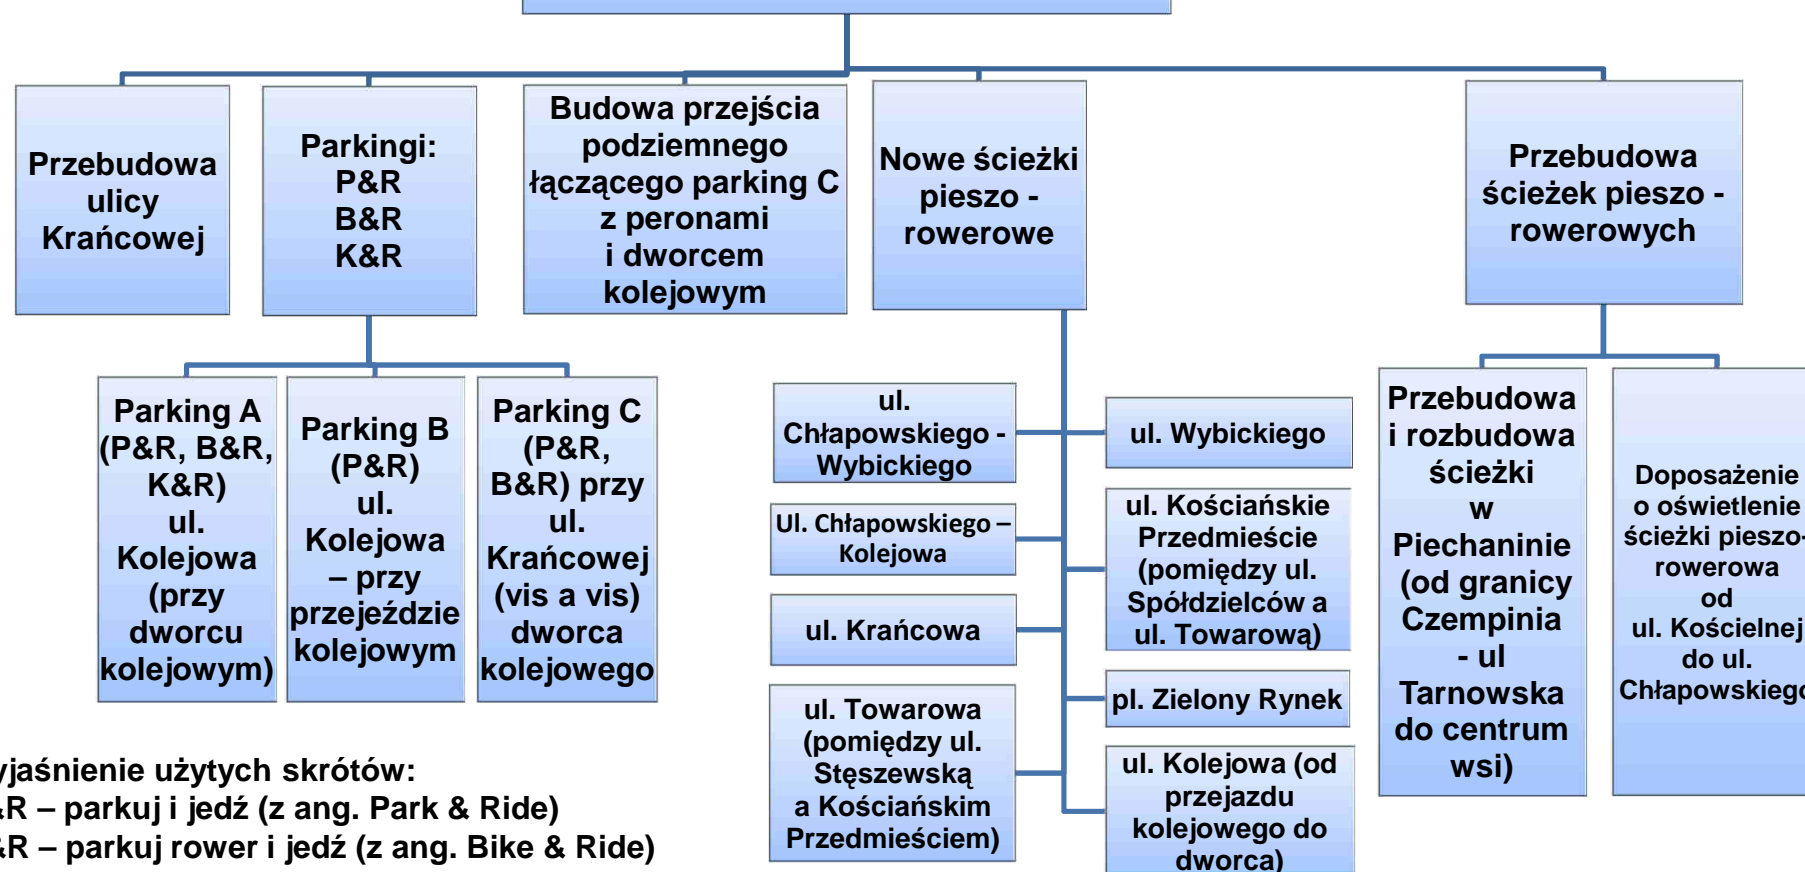 Przebudowa
ulicy
Krańcowej
Parkingi:
P&R
B&R
K&R
Budowa przejścia
podziemnego
łączącego parking C
z peronami
i dworcem
kolejowym
Nowe ścieżki
pieszo -
rowerowe
Przebudowa
ścieżek pieszo -
rowerowych
Parking A
(P&R, B&R,
K&R)
ul.
Kolejowa
(przy
dworcu
kolejowym)
Parking B
(P&R)
ul.
Kolejowa
– przy
przejeździe
kolejowym
Parking C
(P&R,
B&R) przy
ul.
Krańcowej
(vis a vis)
dworca
kolejowego
ul.
Chłapowskiego -
Wybickiego
ul. Wybickiego
Ul. Chłapowskiego –
Kolejowa
ul. Kościańskie
Przedmieście
(pomiędzy ul.
Spółdzielców a
ul. Towarową)
ul. Krańcowa
pl. Zielony Rynek
ul. Towarowa
(pomiędzy ul.
Stęszewską
a Kościańskim
Przedmieściem)
ul. Kolejowa (od
przejazdu
kolejowego do
dworca)
Przebudowa
i rozbudowa
ścieżki
w
Piechaninie
(od granicy
Czempinia
- ul
Tarnowska
do centrum
wsi)
Doposażenie
o oświetlenie
ścieżki pieszo-
rowerowa
od
ul. Kościelnej
do ul.
Chłapowskiego
yjaśnienie użytych skrótów:
&R – parkuj i jedź (z ang. Park & Ride)
&R – parkuj rower i jedź (z ang. Bike & Ride)